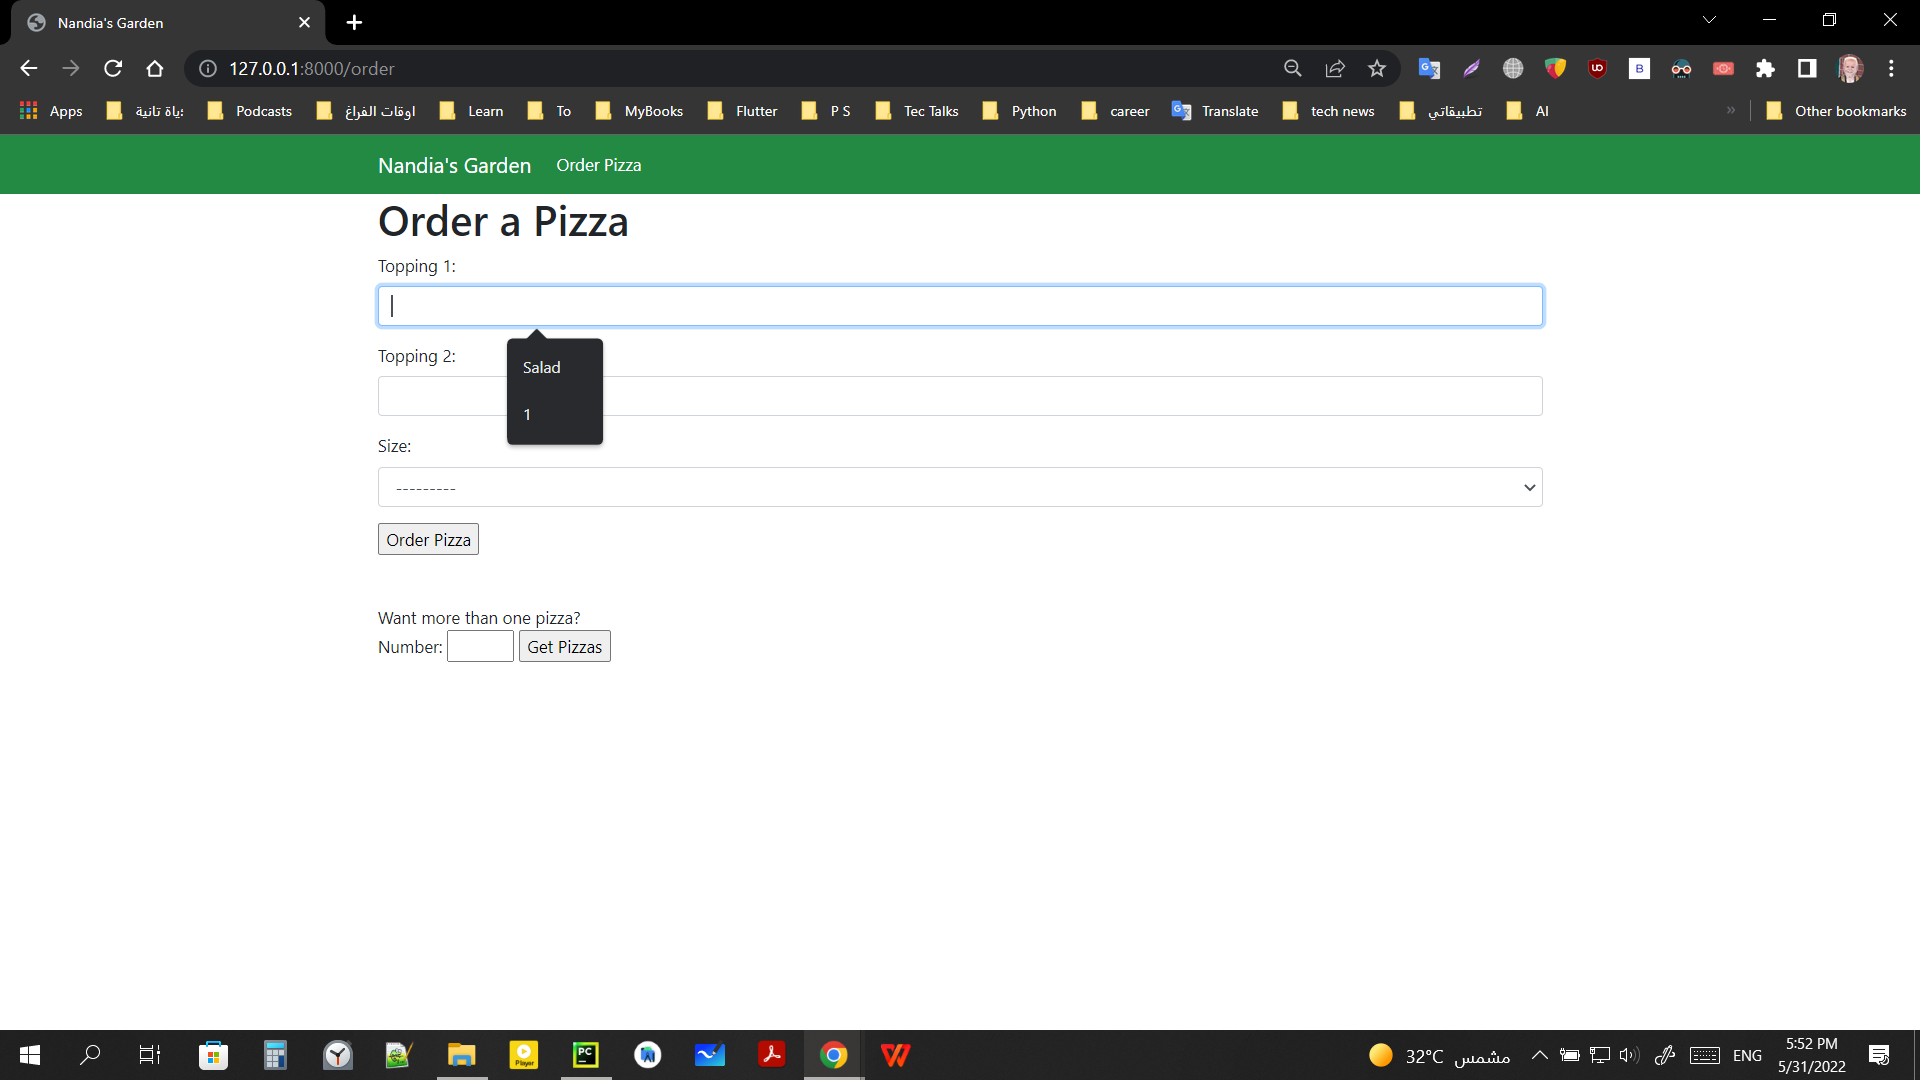 Nandia's Garden
127.0.0.1:8000/order
Apps
ياة ثانية؛
Podcasts
اوقات الفراغ
Learn
To
MyBooks
Flutter
P S
Tec Talks
Python
career
Translate
tech news
تطبيقاتي
AI
»
Other bookmarks
Nandia's Garden Order Pizza
Order a Pizza
Topping 1:
Salad
Topping 2:
1
Size:
---------
Order Pizza
Want more than one pizza?
Number: Get Pizzas
32°C مشمس
ENG
5:52 PM
5/31/2022